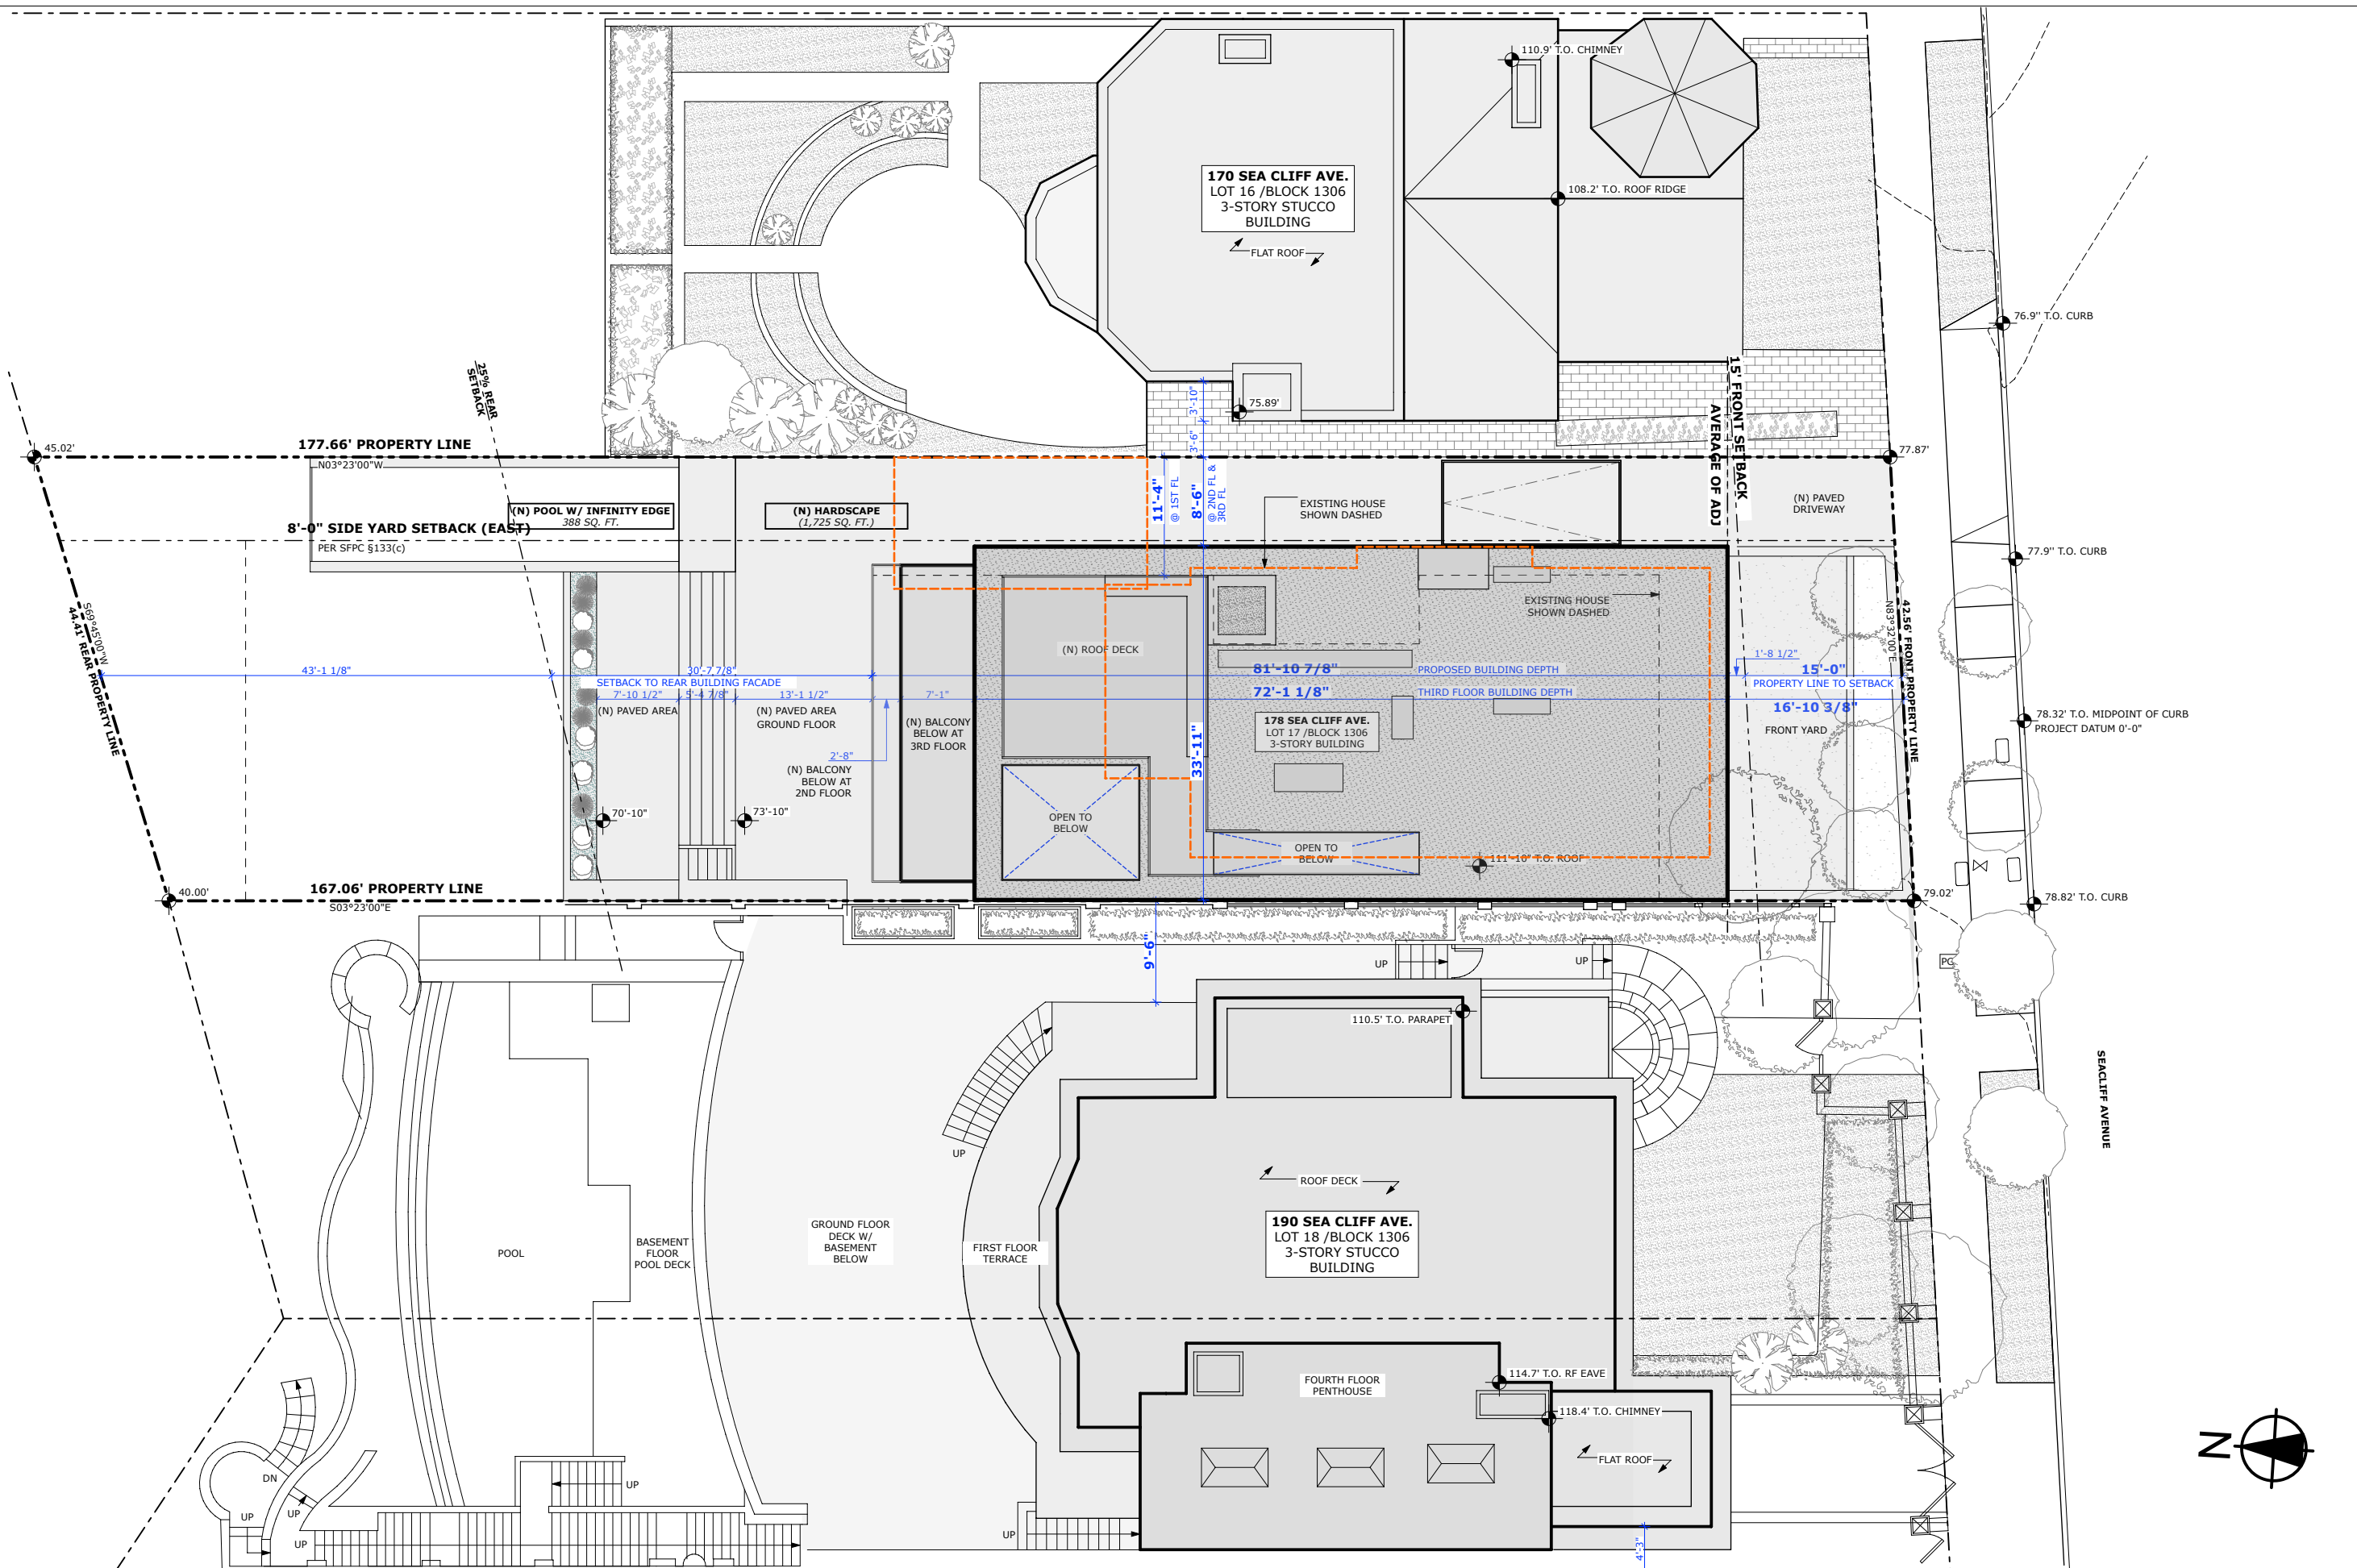 110.9' T.O. CHIMNEY
170 SEA CLIFF AVE.
LOT 16 /BLOCK 1306
3-STORY STUCCO
BUILDING
FLAT ROOF
108.2' T.O. ROOF RIDGE
76.9" T.O. CURB
25% REAR
SETBACK
75.89'
3'-10"
3'-6"
15' FRONT SETBACK
AVERAGE OF ADJ
45.02'
177.66' PROPERTY LINE
N03°23'00"W
77.87'
(N) POOL W/ INFINITY EDGE
388 SQ. FT.
(N) HARDSCAPE
(1,725 SQ. FT.)
11'-4"
@ 1ST FL
8'-6"
@ 2ND FL &
3RD FL
EXISTING HOUSE
SHOWN DASHED
(N) PAVED
DRIVEWAY
8'-0" SIDE YARD SETBACK (EAST)
PER SFPC §133(c)
77.9" T.O. CURB
EXISTING HOUSE
SHOWN DASHED
S69°45'00"W
44.41' REAR PROPERTY LINE
N83°32'00"E
42.56' FRONT PROPERTY LINE
(N) ROOF DECK
43'-1 1/8"
30'-7 7/8"
SETBACK TO REAR BUILDING FACADE
81'-10 7/8"
PROPOSED BUILDING DEPTH
1'-8 1/2"
15'-0"
PROPERTY LINE TO SETBACK
7'-10 1/2"
5'-4 7/8"
13'-1 1/2"
7'-1"
72'-1 1/8"
THIRD FLOOR BUILDING DEPTH
16'-10 3/8"
(N) PAVED AREA
(N) PAVED AREA
GROUND FLOOR
(N) BALCONY
BELOW AT
3RD FLOOR
178 SEA CLIFF AVE.
LOT 17 /BLOCK 1306
3-STORY BUILDING
FRONT YARD
78.32' T.O. MIDPOINT OF CURB
PROJECT DATUM 0'-0"
2'-8"
(N) BALCONY
BELOW AT
2ND FLOOR
33'-11"
70'-10"
73'-10"
OPEN TO
BELOW
OPEN TO
BELOW
111'-10" T.O. ROOF
40.00'
167.06' PROPERTY LINE
S03°23'00"E
79.02'
78.82' T.O. CURB
9'-6"
UP
UP
PG
110.5' T.O. PARAPET
SEACLIFF AVENUE
UP
ROOF DECK
190 SEA CLIFF AVE.
LOT 18 /BLOCK 1306
3-STORY STUCCO
BUILDING
POOL
BASEMENT
FLOOR
POOL DECK
GROUND FLOOR
DECK W/
BASEMENT
BELOW
FIRST FLOOR
TERRACE
FOURTH FLOOR
PENTHOUSE
114.7' T.O. RF EAVE
118.4' T.O. CHIMNEY
FLAT ROOF
N
DN
UP
UP
UP
UP
UP
4'-3"